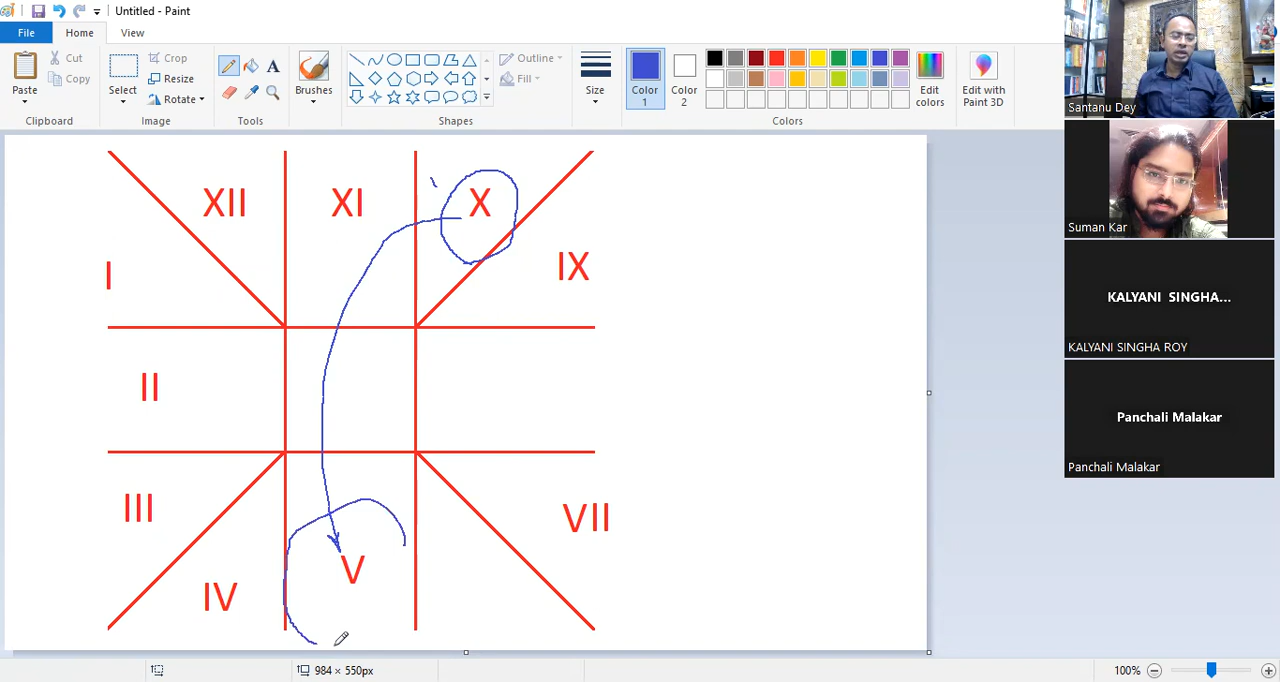 Untitled - Paint
File
Home
View
Paste
Cut
Copy
Clipboard
Select
Crop
Resize
Rotate
Image
A
Tools
Brushes
Shapes
Outline
Fill
Size
Color
1
Color
2
Colors
Edit
colors
Edit with
Paint 3D
Santanu Dey
Suman Kar
KALYANI SINGHA...
KALYANI SINGHA ROY
Panchali Malakar
Panchali Malakar
XII
XI
X
I
IX
II
III
VII
V
IV
984 × 550px
100%